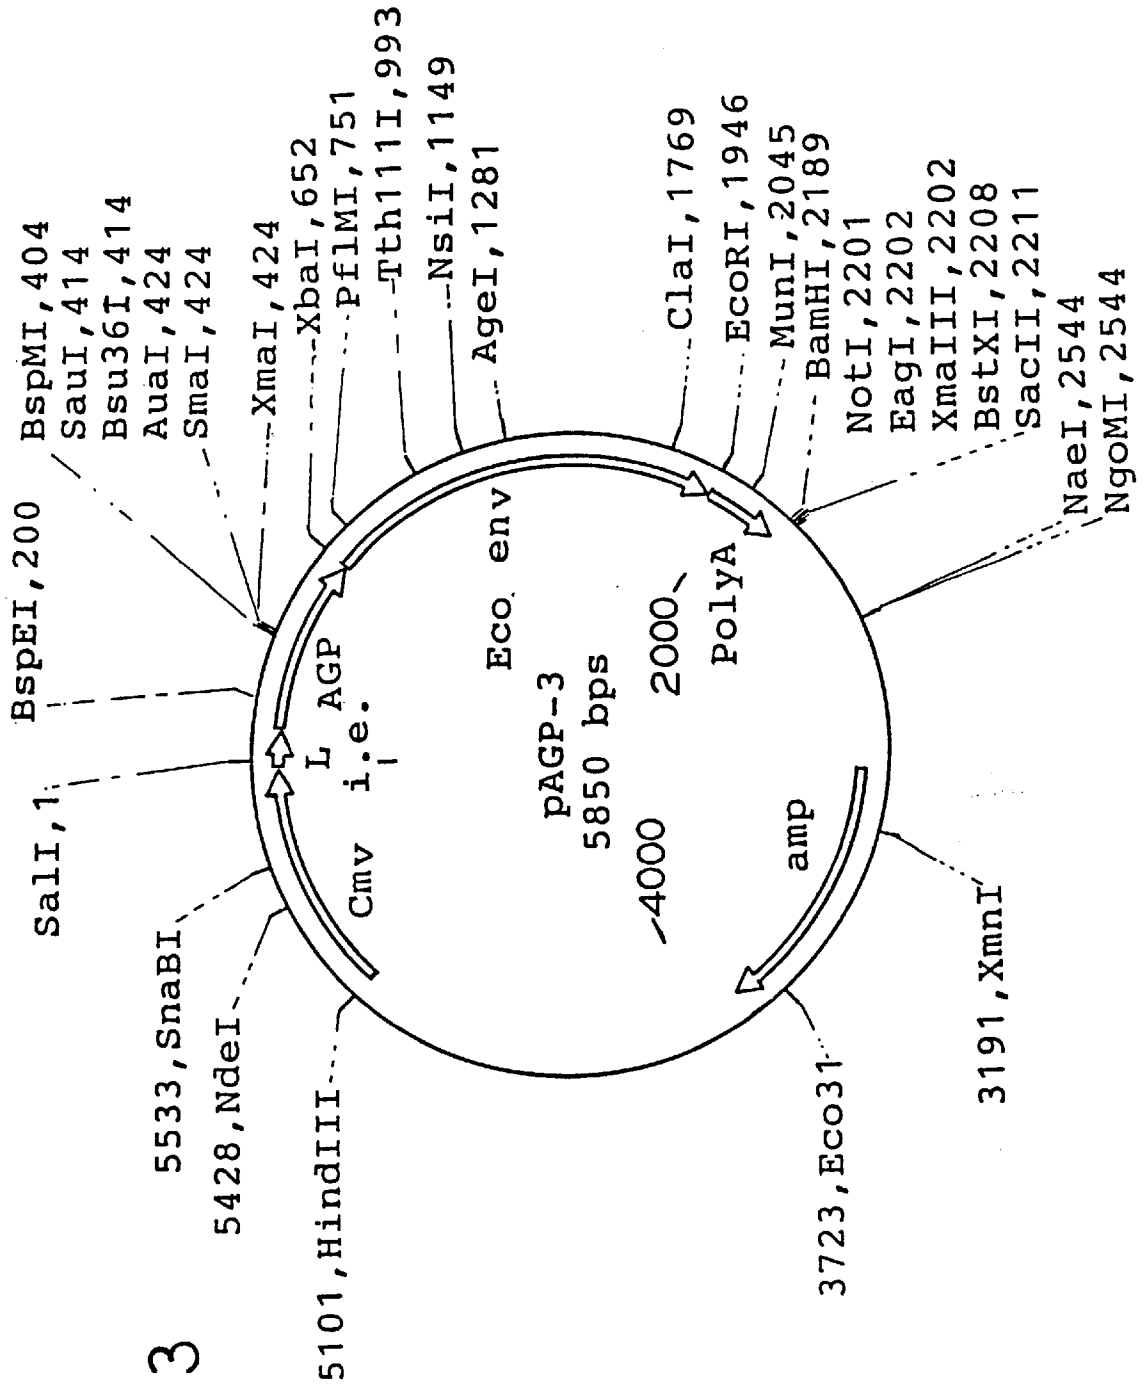 3
5533,SnaBI
5428,NdeI
5101,HindIII
SalI,1
BspEI,200
BspMI,404
SauI,414
Bsu36I,414
AuaI,424
SmaI,424
XmaI,424
XbaI,652
PflMI,751
Tth111I,993
NsiI,1149
AgeI,1281
ClaI,1769
EcoRI,1946
MunI,2045
BamHI,2189
NotI,2201
EagI,2202
XmaIII,2202
BstXI,2208
SacII,2211
NaeI,2544
NgoMI,2544
3191,XmnI
3723,Eco31
Cmv i.e.
L
AGP
Eco env
PolyA
amp
pAGP-3
5850 bps
2000
4000